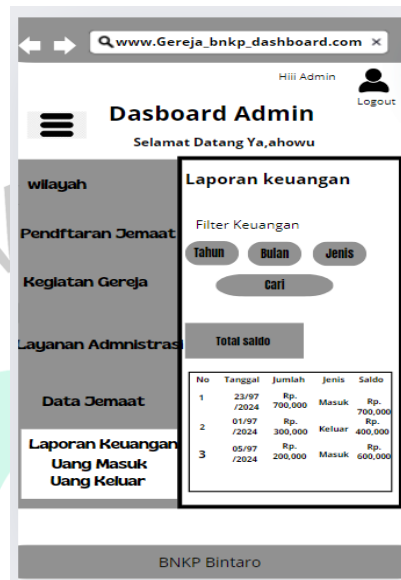 www.Gereja_bnkp_dashboard.com ×
Hiii Admin
Logout
Dasboard Admin
Selamat Datang Ya,ahowu
wilayah
Pendftaran Jemaat
Kegiatan Gereja
Layanan Admnistrasi
Data Jemaat
Laporan Keuangan
Uang Masuk
Uang Keluar
Laporan keuangan
Filter Keuangan
Tahun Bulan Jenis
Cari
Total saldo
No Tanggal Jumlah Jenis Saldo
1 23/97/2024 Rp. 700,000 Masuk Rp. 700,000
2 01/97/2024 Rp. 300,000 Keluar Rp. 400,000
3 05/97/2024 Rp. 200,000 Masuk Rp. 600,000
BNKP Bintaro